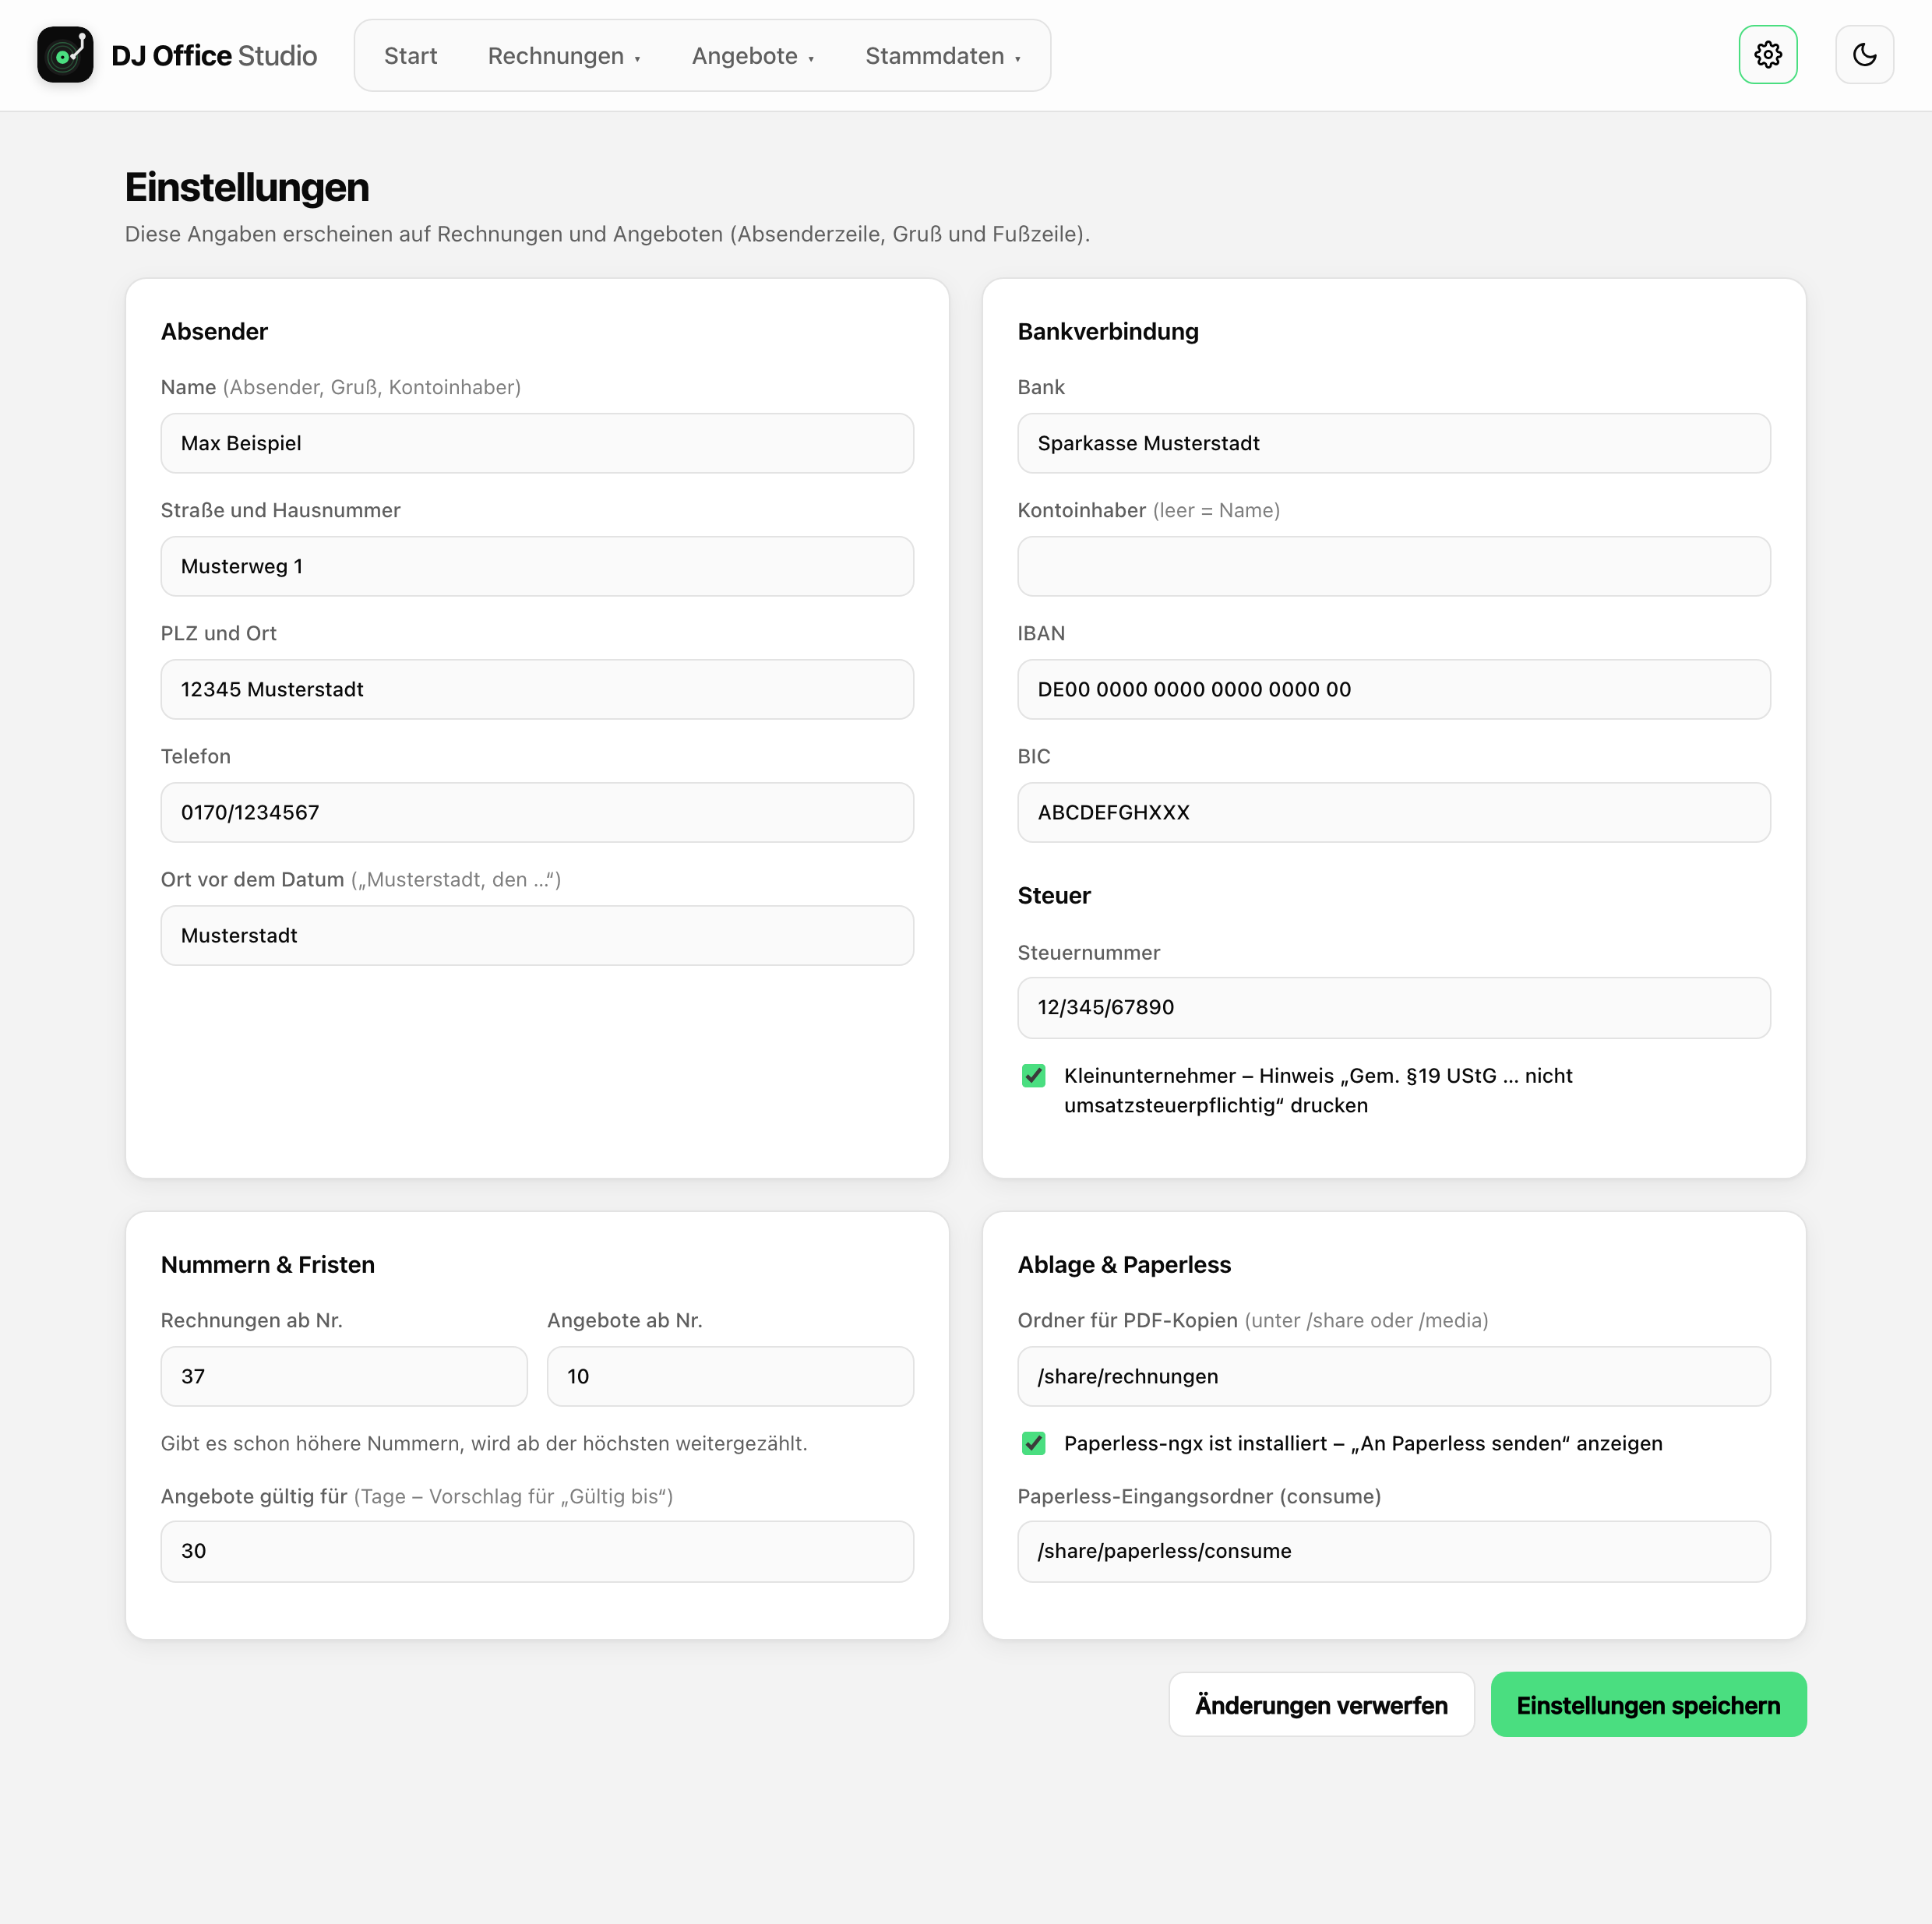 DJ Office Studio
Start
Rechnungen
Angebote
Stammdaten
Einstellungen
Diese Angaben erscheinen auf Rechnungen und Angeboten (Absenderzeile, Gruß und Fußzeile).
Absender
Name (Absender, Gruß, Kontoinhaber)
Max Beispiel
Straße und Hausnummer
Musterweg 1
PLZ und Ort
12345 Musterstadt
Telefon
0170/1234567
Ort vor dem Datum („Musterstadt, den …“)
Musterstadt
Bankverbindung
Bank
Sparkasse Musterstadt
Kontoinhaber (leer = Name)
IBAN
DE00 0000 0000 0000 0000 00
BIC
ABCDEFGHXXX
Steuer
Steuernummer
12/345/67890
Kleinunternehmer – Hinweis „Gem. §19 UStG … nicht
umsatzsteuerpflichtig“ drucken
Nummern & Fristen
Rechnungen ab Nr.
Angebote ab Nr.
37
10
Gibt es schon höhere Nummern, wird ab der höchsten weitergezählt.
Angebote gültig für (Tage – Vorschlag für „Gültig bis“)
30
Ablage & Paperless
Ordner für PDF-Kopien (unter /share oder /media)
/share/rechnungen
Paperless-ngx ist installiert – „An Paperless senden“ anzeigen
Paperless-Eingangsordner (consume)
/share/paperless/consume
Änderungen verwerfen
Einstellungen speichern